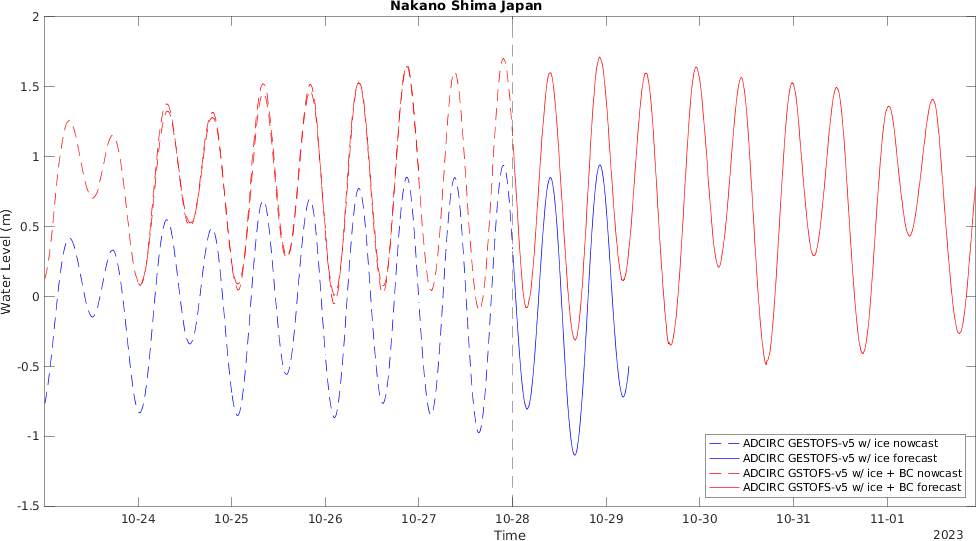 Nakano Shima Japan
2
1.5
1
0.5
0
-0.5
-1
-1.5
Water Level (m)
ADCIRC GESTOFS-v5 w/ ice nowcast
ADCIRC GESTOFS-v5 w/ ice forecast
ADCIRC GSTOFS-v5 w/ ice + BC nowcast
ADCIRC GSTOFS-v5 w/ ice + BC forecast
10-24 10-25 10-26 10-27 10-28 10-29 10-30 10-31 11-01
Time
2023